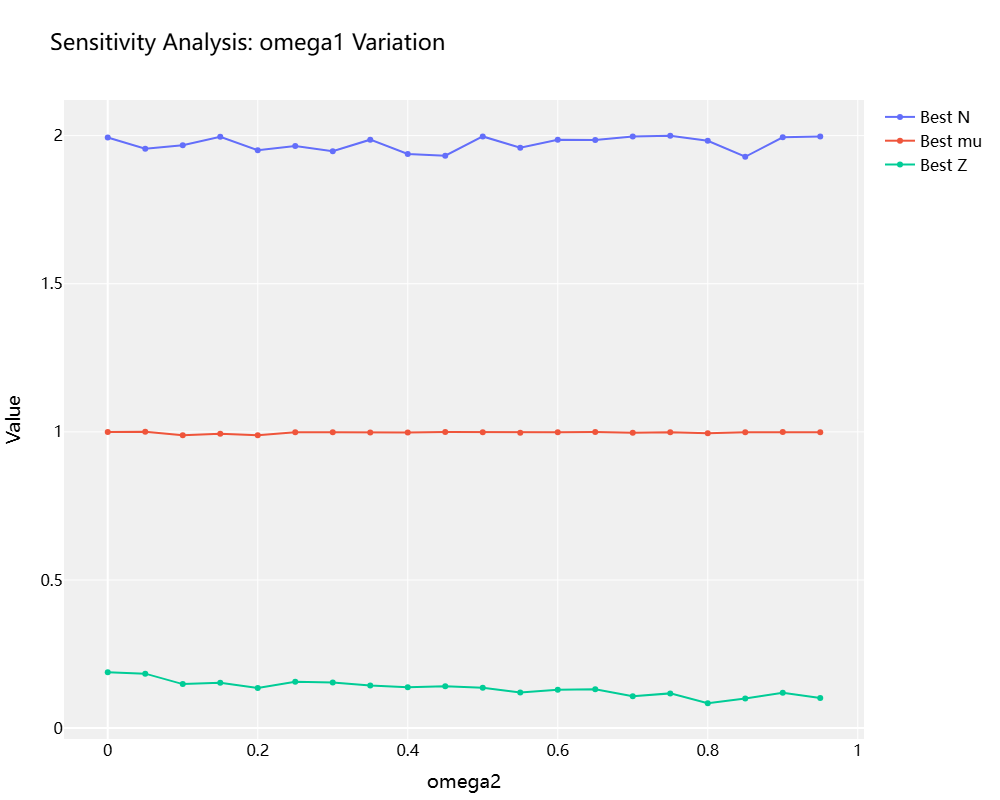 Sensitivity Analysis: omega1 Variation
Best N
Best mu
Best Z
2
1.5
1
0.5
0
Value
0
0.2
0.4
0.6
0.8
1
omega2